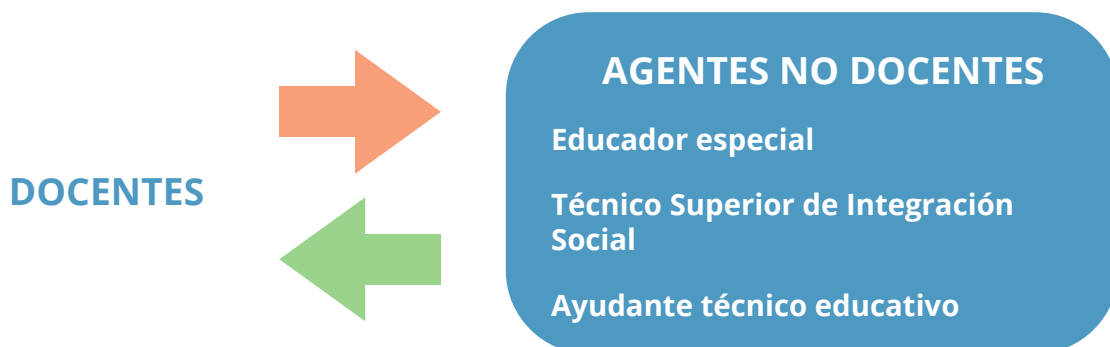 DOCENTES
AGENTES NO DOCENTES
Educador especial
Técnico Superior de Integración
Social
Ayudante técnico educativo